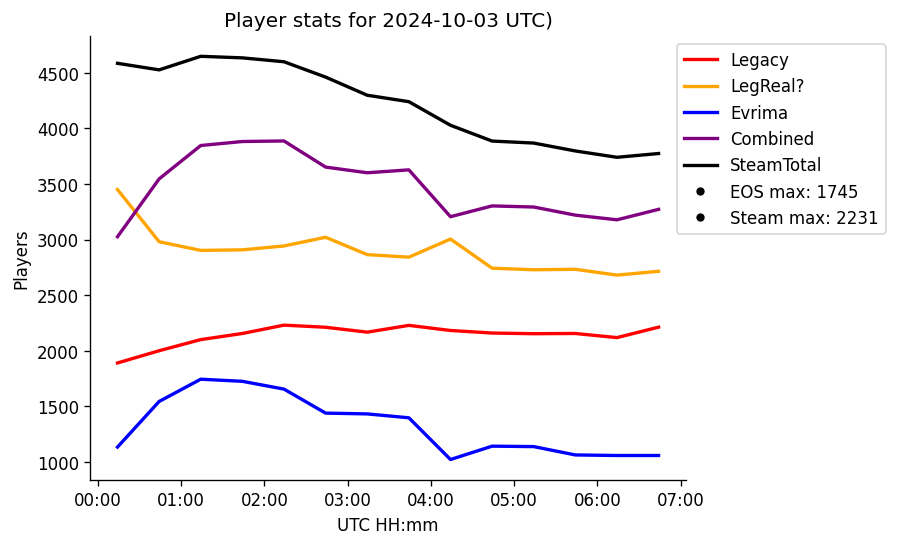 Player stats for 2024-10-03 UTC)
Legacy
LegReal?
Evrima
Combined
SteamTotal
EOS max: 1745
Steam max: 2231
Players
4500
4000
3500
3000
2500
2000
1500
1000
00:00 01:00 02:00 03:00 04:00 05:00 06:00 07:00
UTC HH:mm